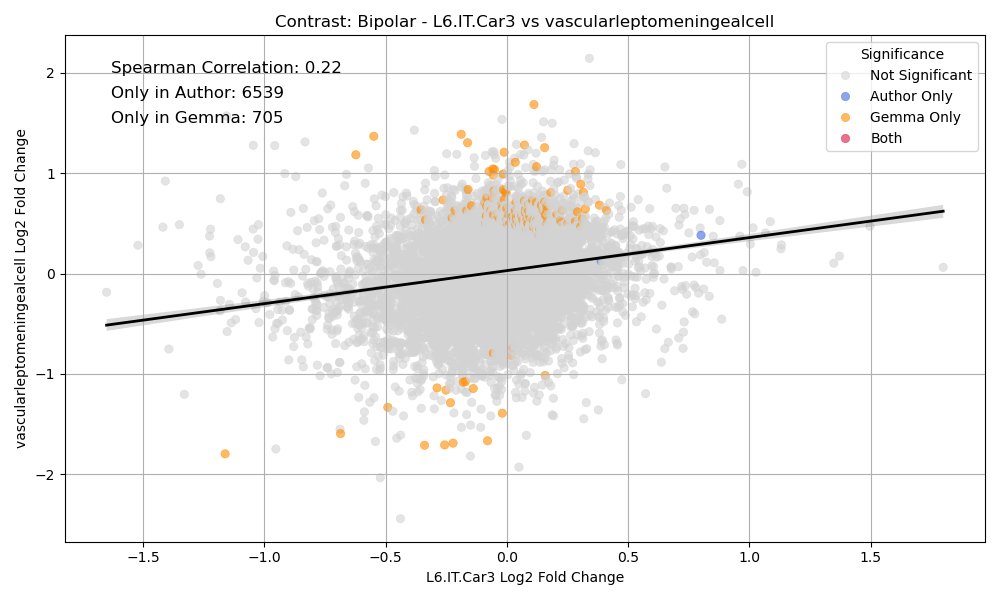 Contrast: Bipolar - L6.IT.Car3 vs vascularleptomeningealcell
Spearman Correlation: 0.22
Only in Author: 6539
Only in Gemma: 705
Significance
Not Significant
Author Only
Gemma Only
Both
vascularleptomeningealcell Log2 Fold Change
2
1
0
−1
−2
−1.5
−1.0
−0.5
0.0
0.5
1.0
1.5
L6.IT.Car3 Log2 Fold Change